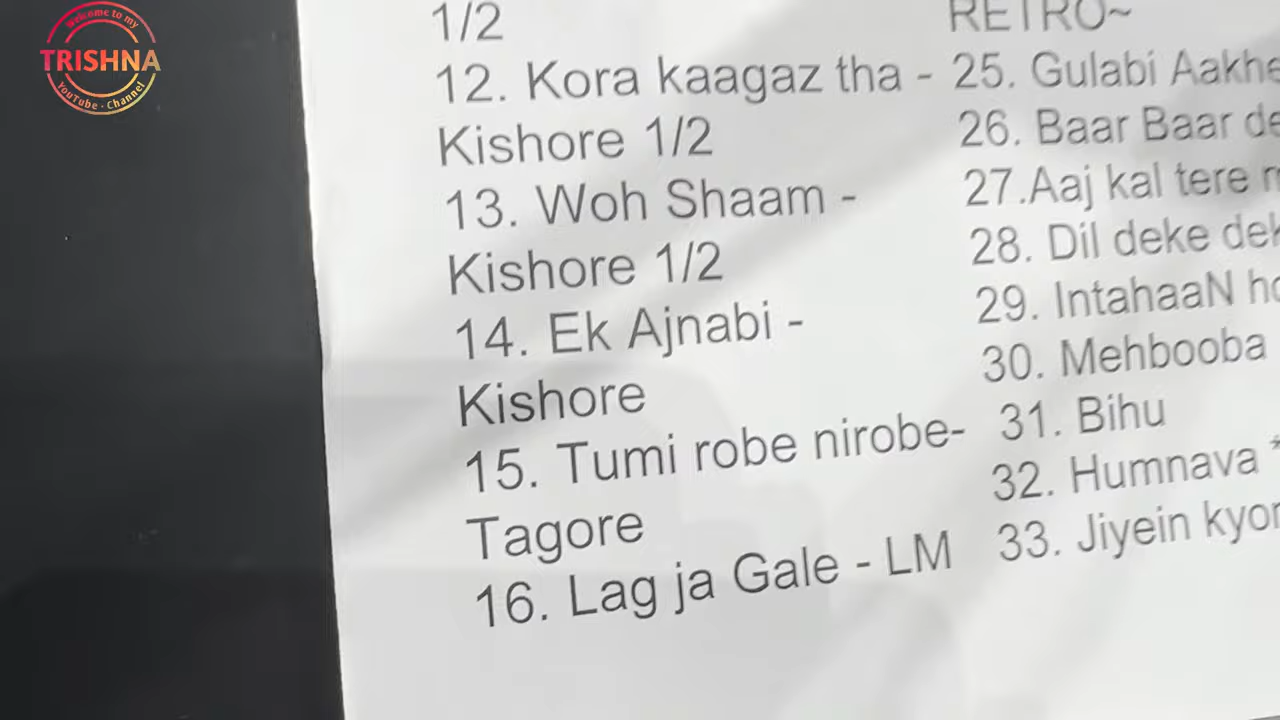 Welcome to my
TRISHNA
YouTube - Channel
1/2
12. Kora kaagaz tha -
Kishore 1/2
13. Woh Shaam -
Kishore 1/2
14. Ek Ajnabi -
Kishore
15. Tumi robe nirobe-
Tagore
16. Lag ja Gale - LM
RETRO~
25. Gulabi
26. Baar Baar
27.Aaj kal tere
28. Dil deke
29. IntahaaN
30. Mehbooba
31. Bihu
32. Humnava *
33. Jiyein